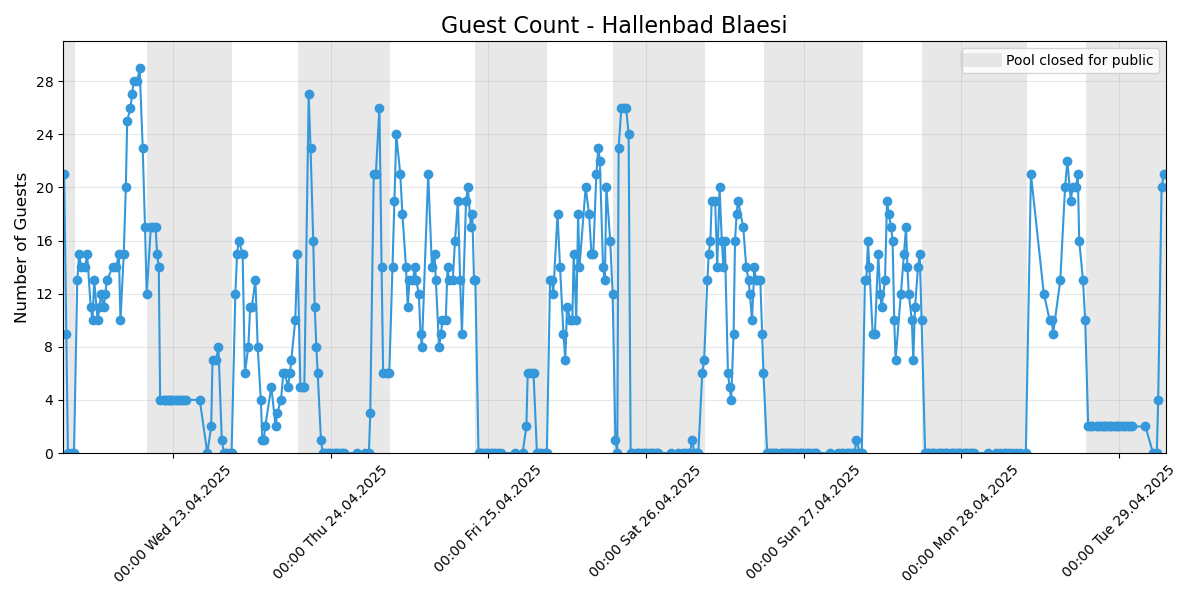 Guest Count - Hallenbad Blaesi
Pool closed for public
Number of Guests
28
24
20
16
12
8
4
0
00:00 Wed 23.04.2025
00:00 Thu 24.04.2025
00:00 Fri 25.04.2025
00:00 Sat 26.04.2025
00:00 Sun 27.04.2025
00:00 Mon 28.04.2025
00:00 Tue 29.04.2025